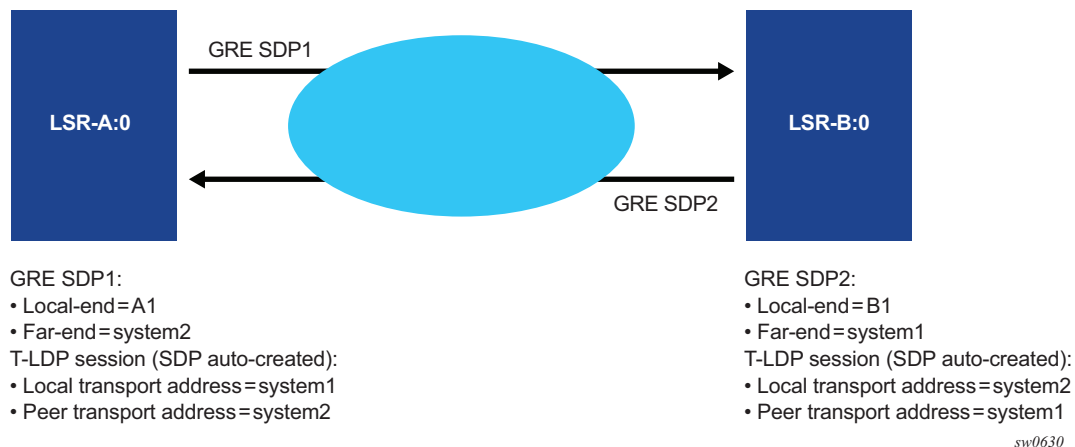 GRE SDP1
LSR-A:0
LSR-B:0
GRE SDP2
GRE SDP1:
• Local-end=A1
• Far-end=system2
T-LDP session (SDP auto-created):
• Local transport address=system1
• Peer transport address=system2
GRE SDP2:
• Local-end=B1
• Far-end=system1
T-LDP session (SDP auto-created):
• Local transport address=system2
• Peer transport address=system1
sw0630